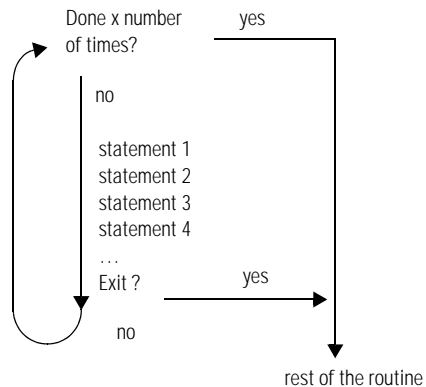 Done x number
of times?
yes
no
statement 1
statement 2
statement 3
statement 4
...
Exit ?
yes
no
rest of the routine